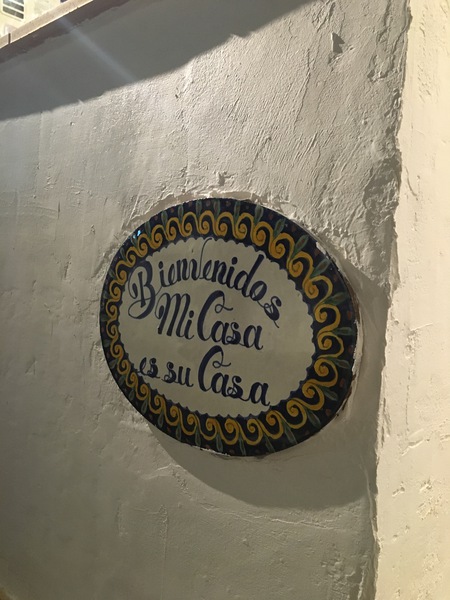 Bienvenidos
Mi Casa
es su Casa